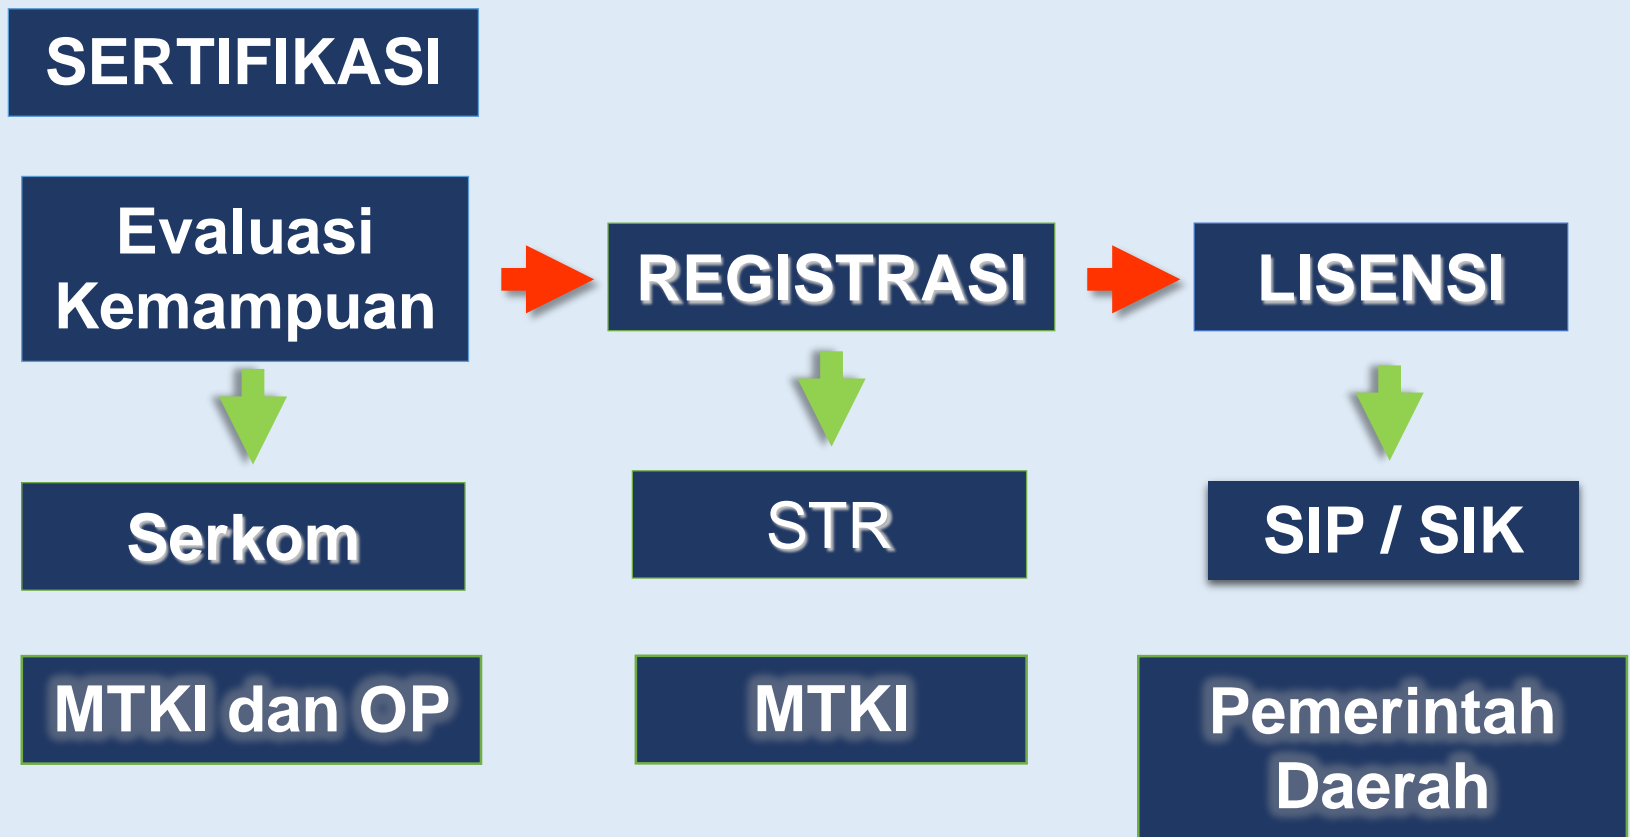 SERTIFIKASI
Evaluasi
Kemampuan
REGISTRASI
LISENSI
Serkom
STR
SIP / SIK
MTKI dan OP
MTKI
Pemerintah
Daerah